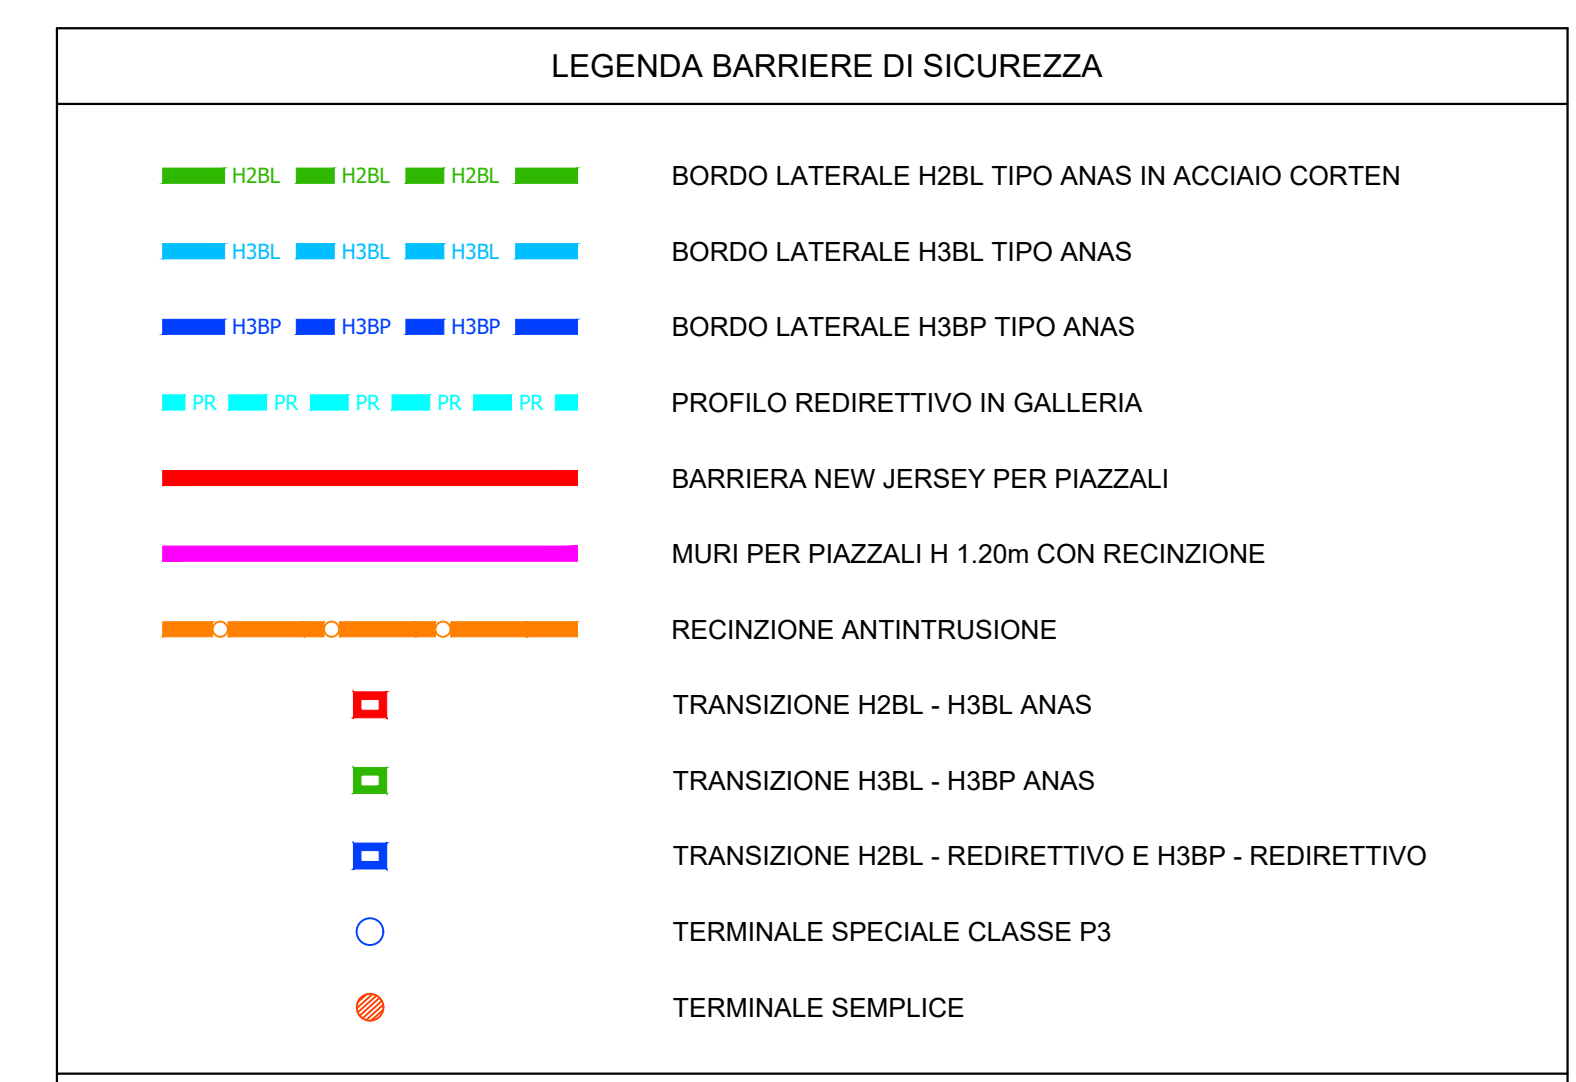 LEGENDA BARRIERE DI SICUREZZA
H2BL H2BL H2BL BORDO LATERALE H2BL TIPO ANAS IN ACCIAIO CORTEN
H3BL H3BL H3BL BORDO LATERALE H3BL TIPO ANAS
H3BP H3BP H3BP BORDO LATERALE H3BP TIPO ANAS
PR PR PR PR PR PROFILO REDIRETTIVO IN GALLERIA
BARRIERA NEW JERSEY PER PIAZZALI
MURI PER PIAZZALI H 1.20m CON RECINZIONE
RECINZIONE ANTINTRUSIONE
TRANSIZIONE H2BL - H3BL ANAS
TRANSIZIONE H3BL - H3BP ANAS
TRANSIZIONE H2BL - REDIRETTIVO E H3BP - REDIRETTIVO
TERMINALE SPECIALE CLASSE P3
TERMINALE SEMPLICE